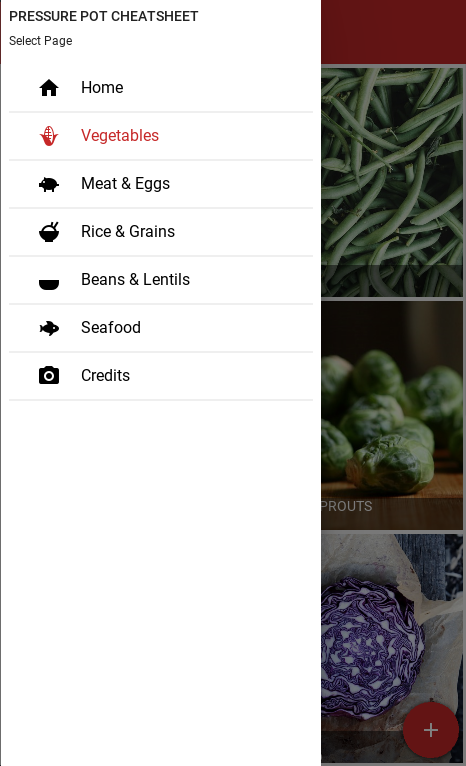 PRESSURE POT CHEATSHEET
Select Page
Home
Vegetables
Meat & Eggs
Rice & Grains
Beans & Lentils
Seafood
Credits
PROUTS